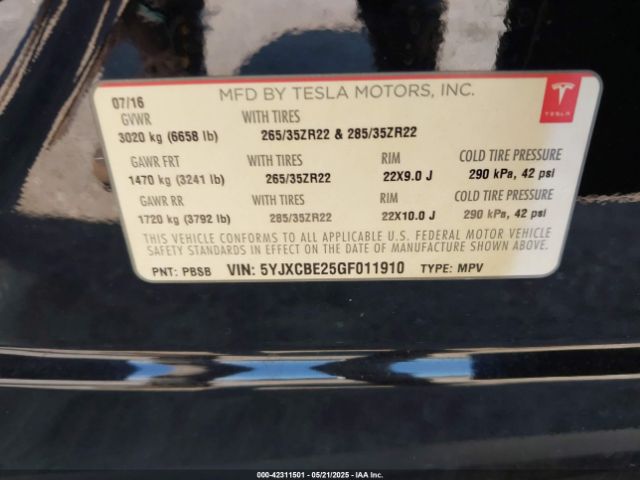 07/16 MFD BY TESLA MOTORS, INC.
TESLA
GVWR WITH TIRES
3020 kg (6658 lb) 265/35ZR22 & 285/35ZR22
GAWR FRT WITH TIRES RIM COLD TIRE PRESSURE
1470 kg (3241 lb) 265/35ZR22 22X9.0 J 290 kPa, 42 psi
GAWR RR WITH TIRES RIM COLD TIRE PRESSURE
1720 kg (3792 lb) 285/35ZR22 22X10.0 J 290 kPa, 42 psi
THIS VEHICLE CONFORMS TO ALL APPLICABLE U.S. FEDERAL MOTOR VEHICLE
SAFETY STANDARDS IN EFFECT ON THE DATE OF MANUFACTURE SHOWN ABOVE.
PNT: PBSB VIN: 5YJXCBE25GF011910 TYPE: MPV
000-42311501 - 05/21/2025 - IAAI.COM